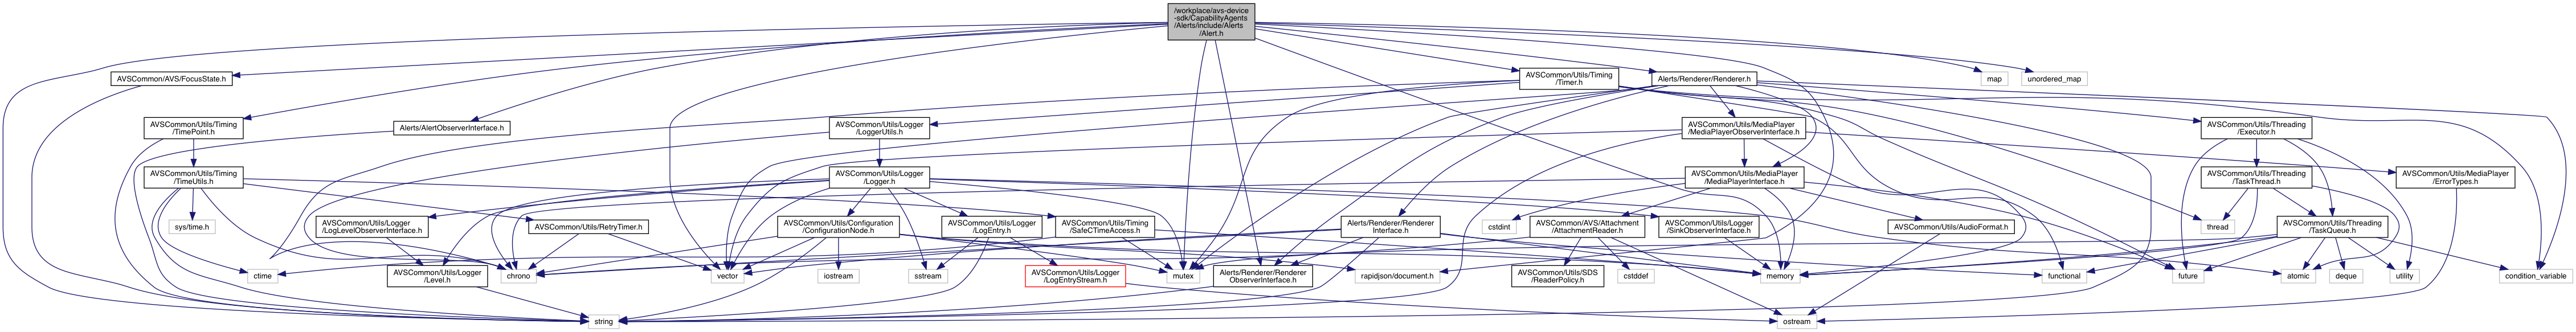 /workplace/avs-device
-sdk/CapabilityAgents
/Alerts/include/Alerts
/Alert.h
AVSCommon/AVS/FocusState.h
AVSCommon/Utils/Timing
/Timer.h
Alerts/Renderer/Renderer.h
map
unordered_map
AVSCommon/Utils/Timing
/TimePoint.h
Alerts/AlertObserverInterface.h
AVSCommon/Utils/Logger
/LoggerUtils.h
AVSCommon/Utils/MediaPlayer
/MediaPlayerObserverInterface.h
AVSCommon/Utils/Threading
/Executor.h
AVSCommon/Utils/Timing
/TimeUtils.h
AVSCommon/Utils/Logger
/Logger.h
AVSCommon/Utils/MediaPlayer
/MediaPlayerInterface.h
AVSCommon/Utils/Threading
/TaskThread.h
AVSCommon/Utils/MediaPlayer
/ErrorTypes.h
sys/time.h
AVSCommon/Utils/Logger
/LogLevelObserverInterface.h
AVSCommon/Utils/RetryTimer.h
AVSCommon/Utils/Configuration
/ConfigurationNode.h
AVSCommon/Utils/Logger
/LogEntry.h
AVSCommon/Utils/Timing
/SafeCTimeAccess.h
Alerts/Renderer/Renderer
Interface.h
cstdint
AVSCommon/AVS/Attachment
/AttachmentReader.h
AVSCommon/Utils/Logger
/SinkObserverInterface.h
AVSCommon/Utils/AudioFormat.h
thread
AVSCommon/Utils/Threading
/TaskQueue.h
ctime
AVSCommon/Utils/Logger
/Level.h
chrono
vector
iostream
sstream
AVSCommon/Utils/Logger
/LogEntryStream.h
mutex
Alerts/Renderer/Renderer
ObserverInterface.h
rapidjson/document.h
AVSCommon/Utils/SDS
/ReaderPolicy.h
cstddef
memory
functional
future
atomic
deque
utility
condition_variable
string
ostream